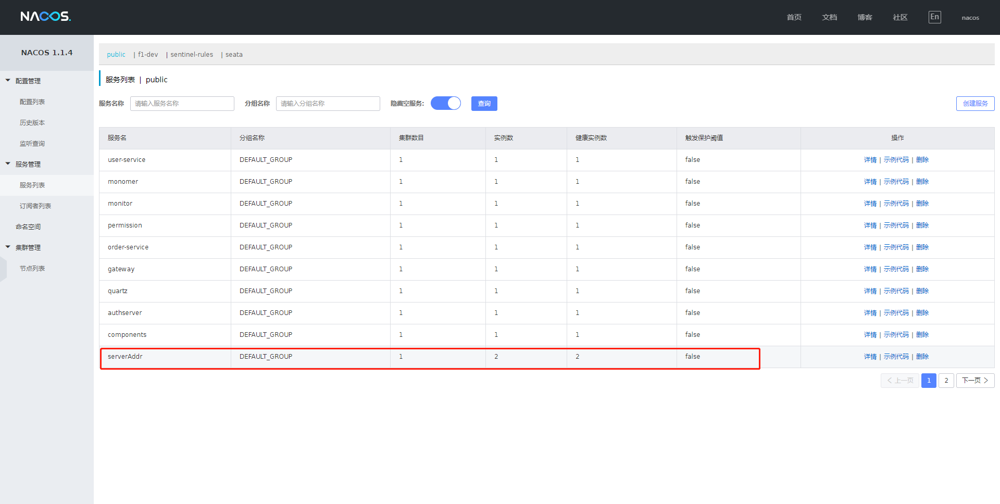 NACOS.
首页 文档 博客 社区 En nacos
NACOS 1.1.4
配置管理
配置列表
历史版本
监听查询
服务管理
服务列表
订阅者列表
命名空间
集群管理
节点列表
public | f1-dev | sentinel-rules | seata
服务列表 | public
服务名称 请输入服务名称 分组名称 请输入分组名称 隐藏空服务: 查询 创建服务
服务名 分组名称 集群数目 实例数 健康实例数 触发保护阈值 操作
user-service DEFAULT_GROUP 1 1 1 false 详情 | 示例代码 | 删除
monomer DEFAULT_GROUP 1 1 1 false 详情 | 示例代码 | 删除
monitor DEFAULT_GROUP 1 1 1 false 详情 | 示例代码 | 删除
permission DEFAULT_GROUP 1 1 1 false 详情 | 示例代码 | 删除
order-service DEFAULT_GROUP 1 1 1 false 详情 | 示例代码 | 删除
gateway DEFAULT_GROUP 1 1 1 false 详情 | 示例代码 | 删除
quartz DEFAULT_GROUP 1 1 1 false 详情 | 示例代码 | 删除
authserver DEFAULT_GROUP 1 1 1 false 详情 | 示例代码 | 删除
components DEFAULT_GROUP 1 1 1 false 详情 | 示例代码 | 删除
serverAddr DEFAULT_GROUP 1 2 2 false 详情 | 示例代码 | 删除
上一页 1 2 下一页